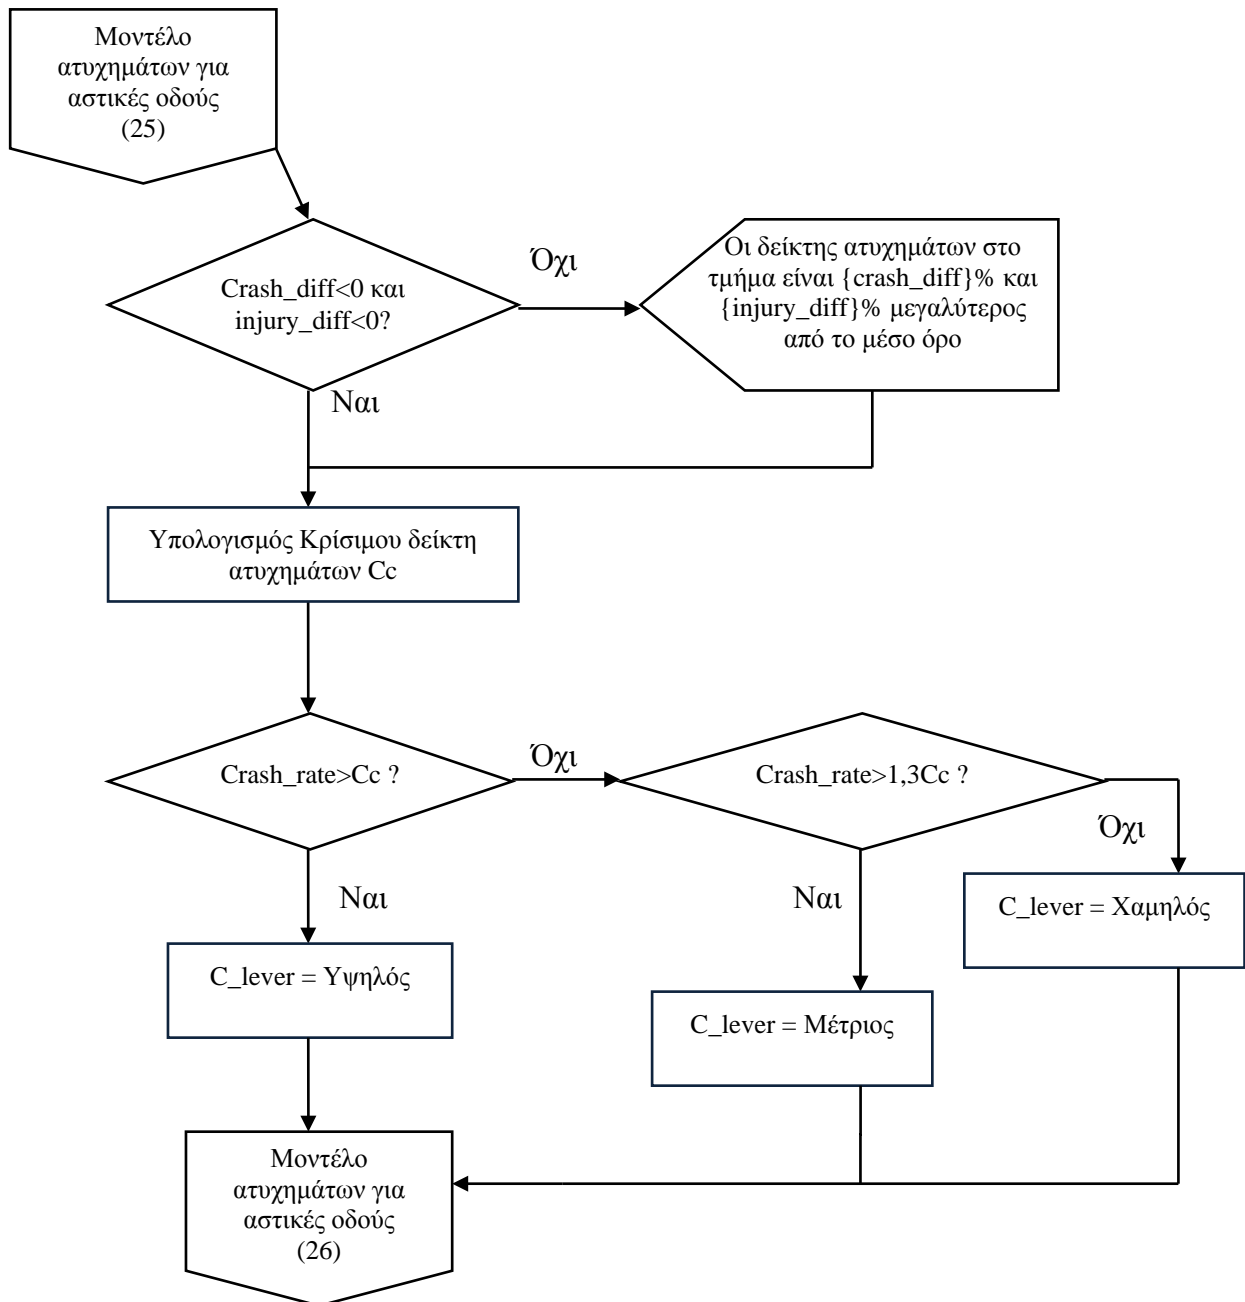 Μοντέλο
ατυχημάτων για
αστικές οδούς
(25)
Crash_diff<0 και
injury_diff<0?
Όχι
Οι δείκτης ατυχημάτων στο
τμήμα είναι {crash_diff}% και
{injury_diff}% μεγαλύτερος
από το μέσο όρο
Ναι
Υπολογισμός Κρίσιμου δείκτη
ατυχημάτων Cc
Crash_rate>Cc ?
Όχι
Crash_rate>1,3Cc ?
Όχι
Ναι
Ναι
C_lever = Χαμηλός
C_lever = Υψηλός
C_lever = Μέτριος
Μοντέλο
ατυχημάτων για
αστικές οδούς
(26)